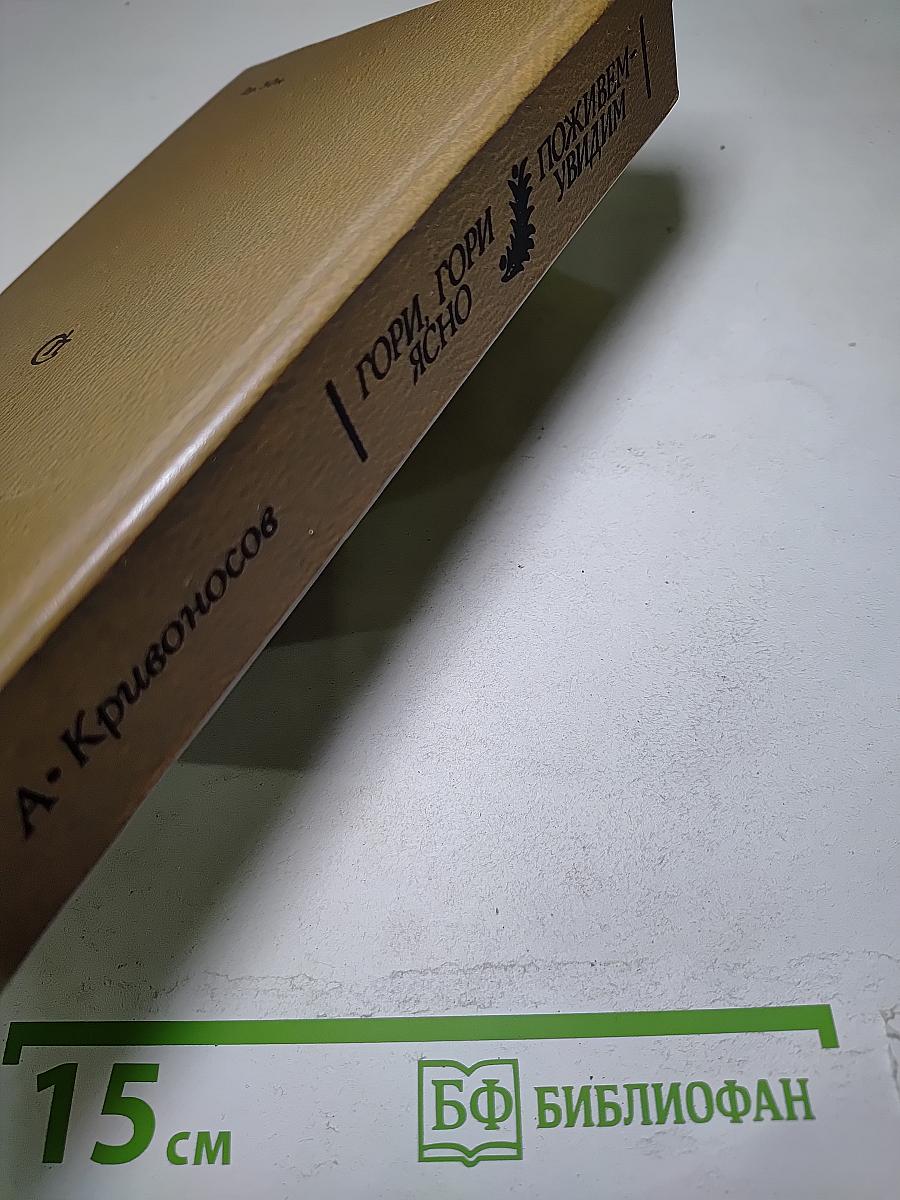 А. Кривоносов
ГОРИ, ГОРИ
ЯСНО
ПОЖИВЕМ-
УВИДИМ
15 см
БФ БИБЛИОФАН